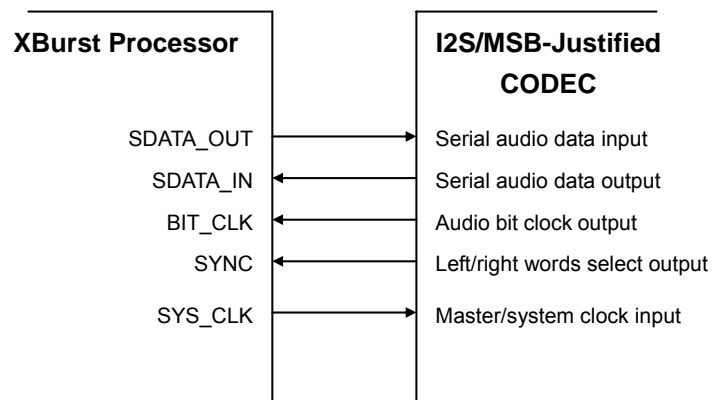 XBurst Processor
I2S/MSB-Justified
CODEC
SDATA_OUT Serial audio data input
SDATA_IN Serial audio data output
BIT_CLK Audio bit clock output
SYNC Left/right words select output
SYS_CLK Master/system clock input